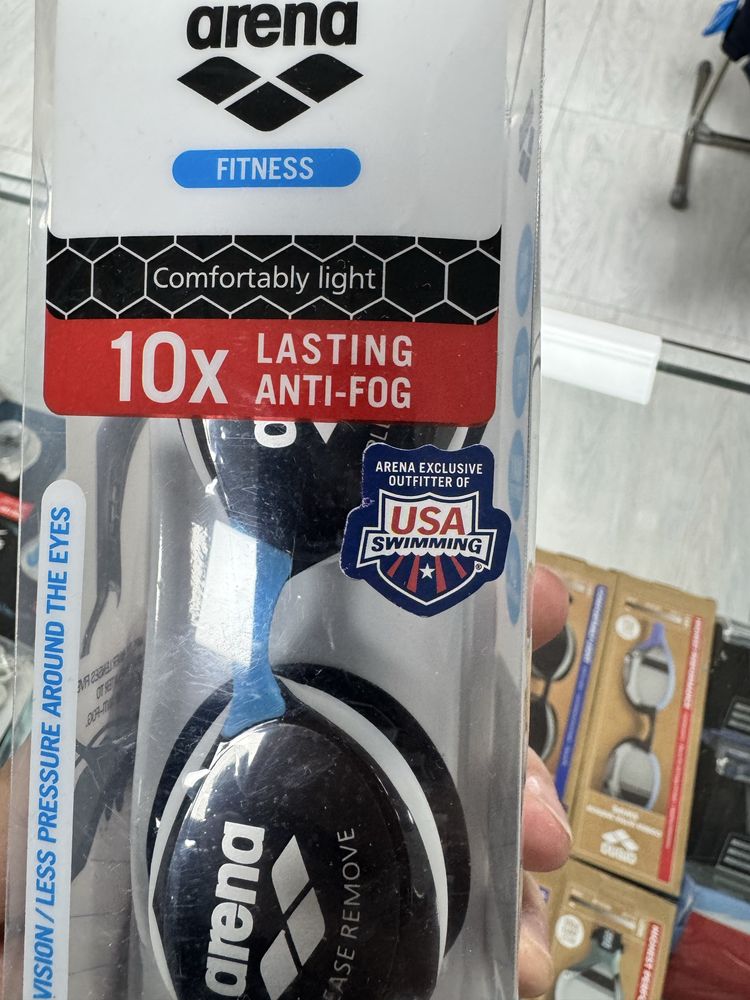 arena
FITNESS
Comfortably light
10x LASTING
ANTI-FOG
ARENA EXCLUSIVE
OUTFITTER OF
USA
SWIMMING
®
VISION / LESS PRESSURE AROUND THE EYES
arena
REMOVE